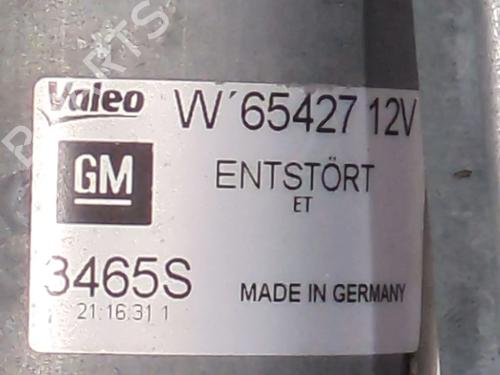 Valeo W´65427 12V
GM ENTSTÖRT
ET
3465S MADE IN GERMANY
21:16:31 1